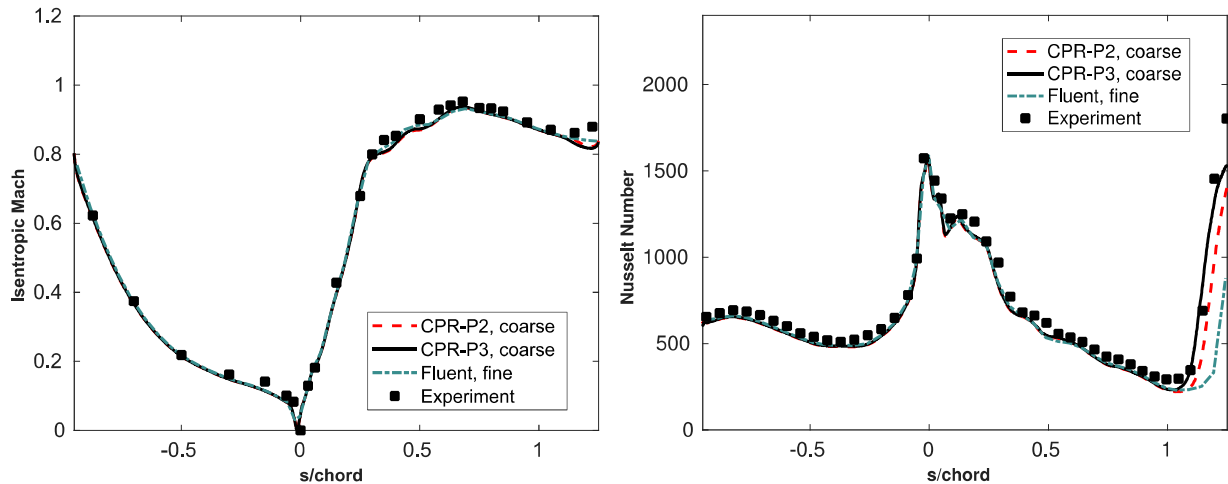 1.2
1
0.8
0.6
0.4
0.2
0
Isentropic Mach
-0.5
0
0.5
1
s/chord
CPR-P2, coarse
CPR-P3, coarse
Fluent, fine
Experiment
2000
1500
1000
500
0
Nusselt Number
-0.5
0
0.5
1
s/chord
CPR-P2, coarse
CPR-P3, coarse
Fluent, fine
Experiment